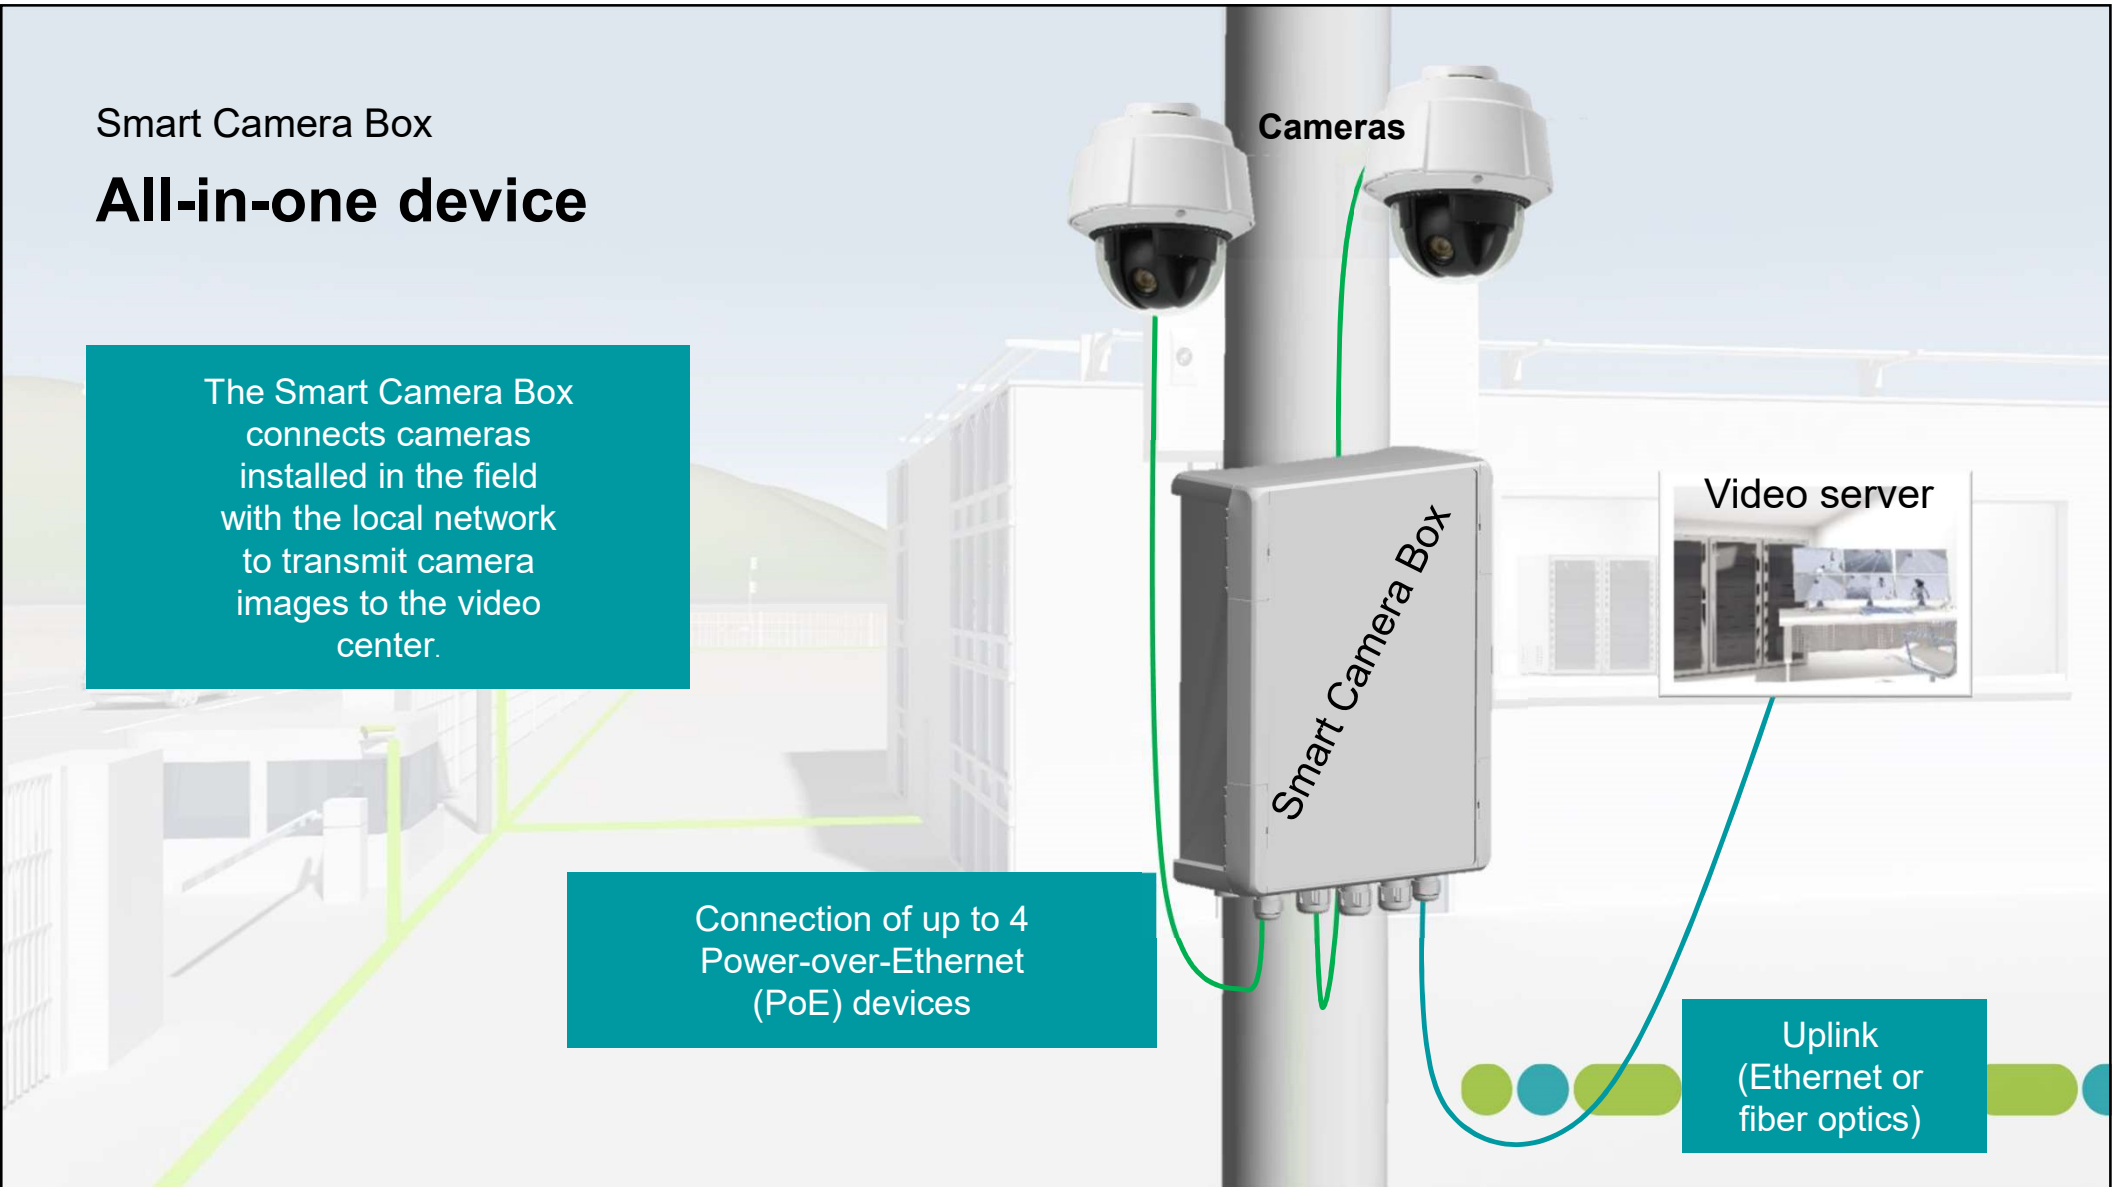 Smart Camera Box
All-in-one device
Cameras
The Smart Camera Box
connects cameras
installed in the field
with the local network
to transmit camera
images to the video
center.
Smart Camera Box
Video server
Connection of up to 4
Power-over-Ethernet
(PoE) devices
Uplink
(Ethernet or
fiber optics)